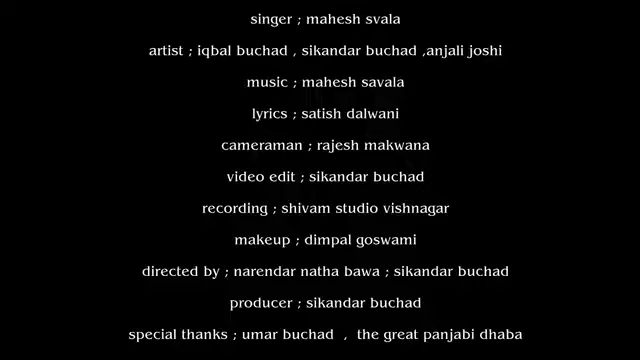 singer ; mahesh svala
artist ; iqbal buchad , sikandar buchad ,anjali joshi
music ; mahesh savala
lyrics ; satish dalwani
cameraman ; rajesh makwana
video edit ; sikandar buchad
recording ; shivam studio vishnagar
makeup ; dimpal goswami
directed by ; narendar natha bawa ; sikandar buchad
producer ; sikandar buchad
special thanks ; umar buchad  ,  the great panjabi dhaba